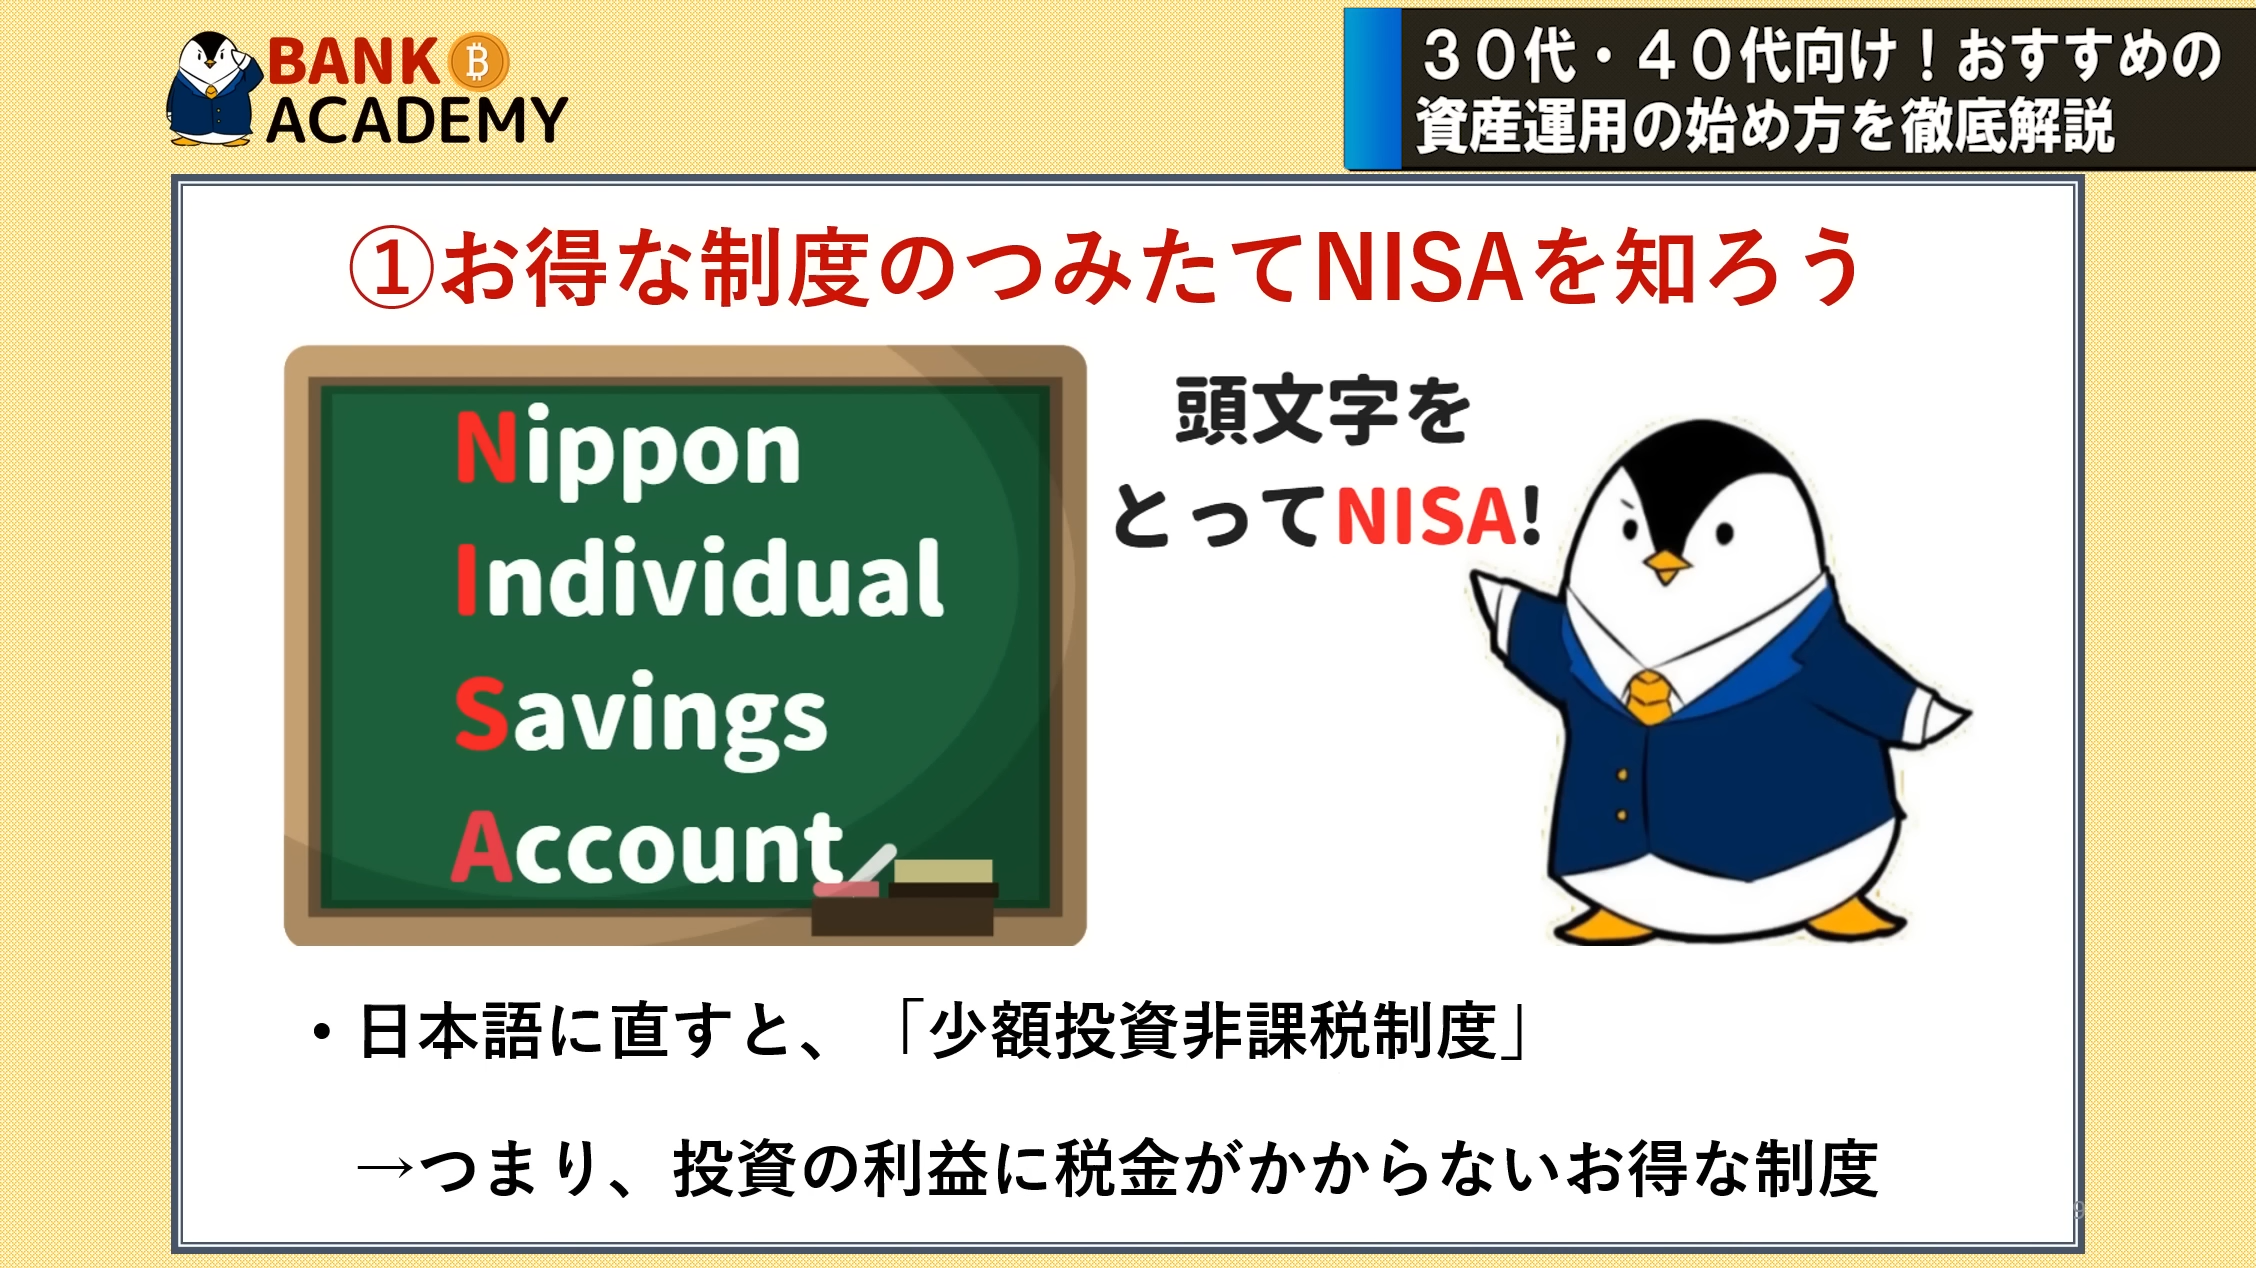 BANK
ACADEMY
30代・40代向け！おすすめの
資産運用の始め方を徹底解説
①お得な制度のつみたてNISAを知ろう
Nippon
Individual
Savings
Account
頭文字を
とってNISA!
・日本語に直すと、「少額投資非課税制度」
→つまり、投資の利益に税金がかからないお得な制度
9